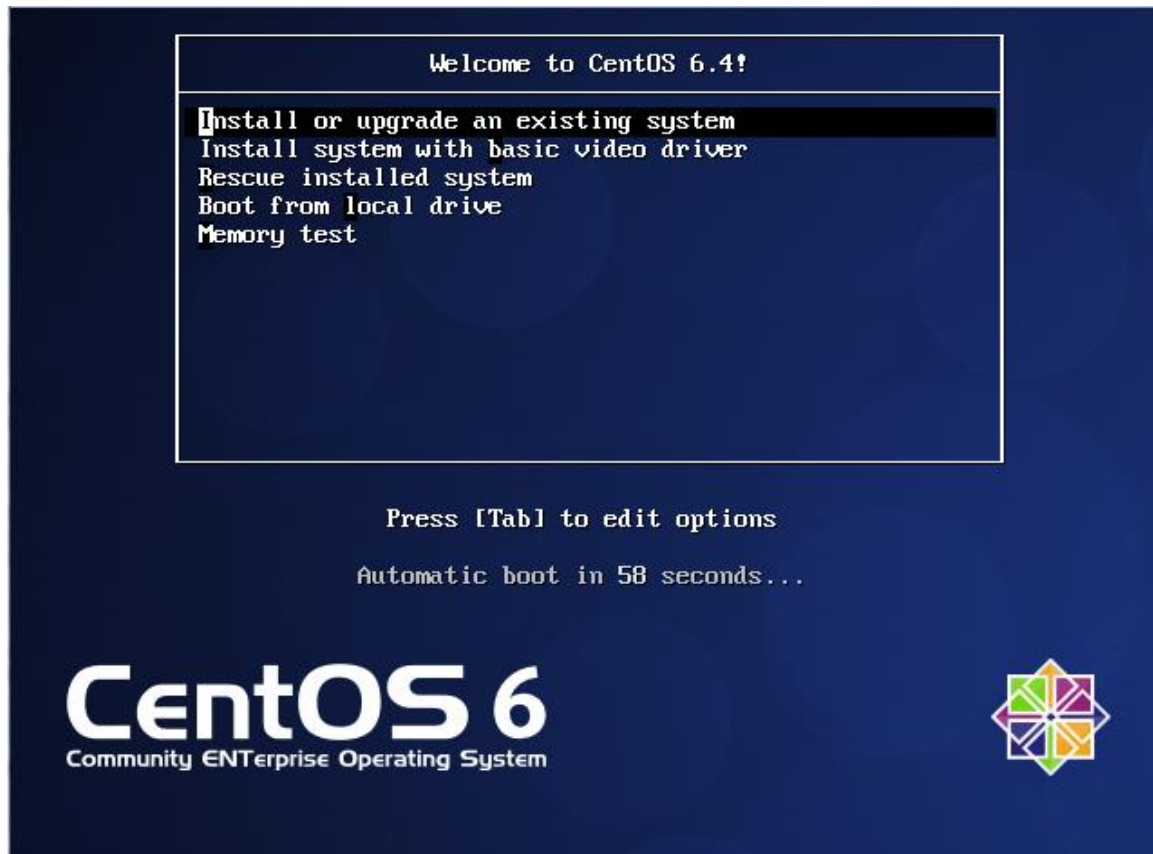 Welcome to CentOS 6.4!
Install or upgrade an existing system
Install system with basic video driver
Rescue installed system
Boot from local drive
Memory test
Press [Tab] to edit options
Automatic boot in 58 seconds...
CentOS 6
Community ENTerprise Operating System